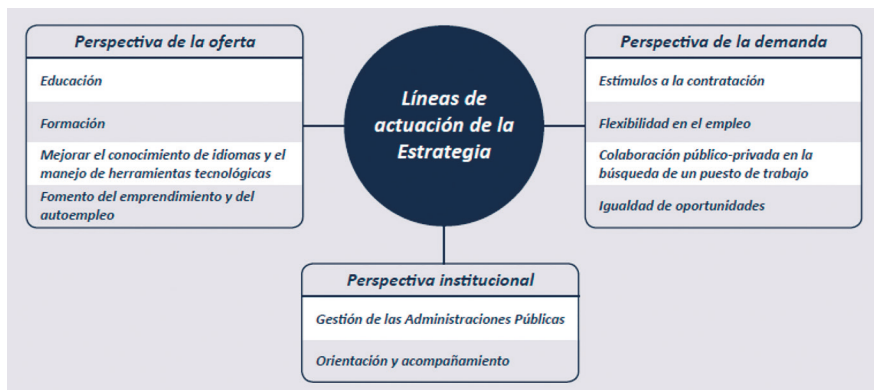 Perspectiva de la oferta
Educación
Formación
Mejorar el conocimiento de idiomas y el
manejo de herramientas tecnológicas
Fomento del emprendimiento y del
autoempleo
Líneas de
actuación de la
Estrategia
Perspectiva de la demanda
Estímulos a la contratación
Flexibilidad en el empleo
Colaboración público-privada en la
búsqueda de un puesto de trabajo
Igualdad de oportunidades
Perspectiva institucional
Gestión de las Administraciones Públicas
Orientación y acompañamiento